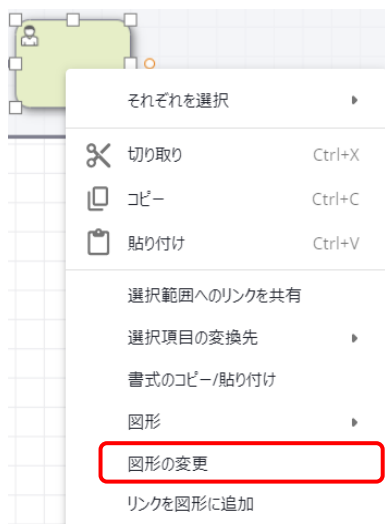 それぞれを選択
切り取り Ctrl+X
コピー Ctrl+C
貼り付け Ctrl+V
選択範囲へのリンクを共有
選択項目の変換先
書式のコピー/貼り付け
図形
図形の変更
リンクを図形に追加